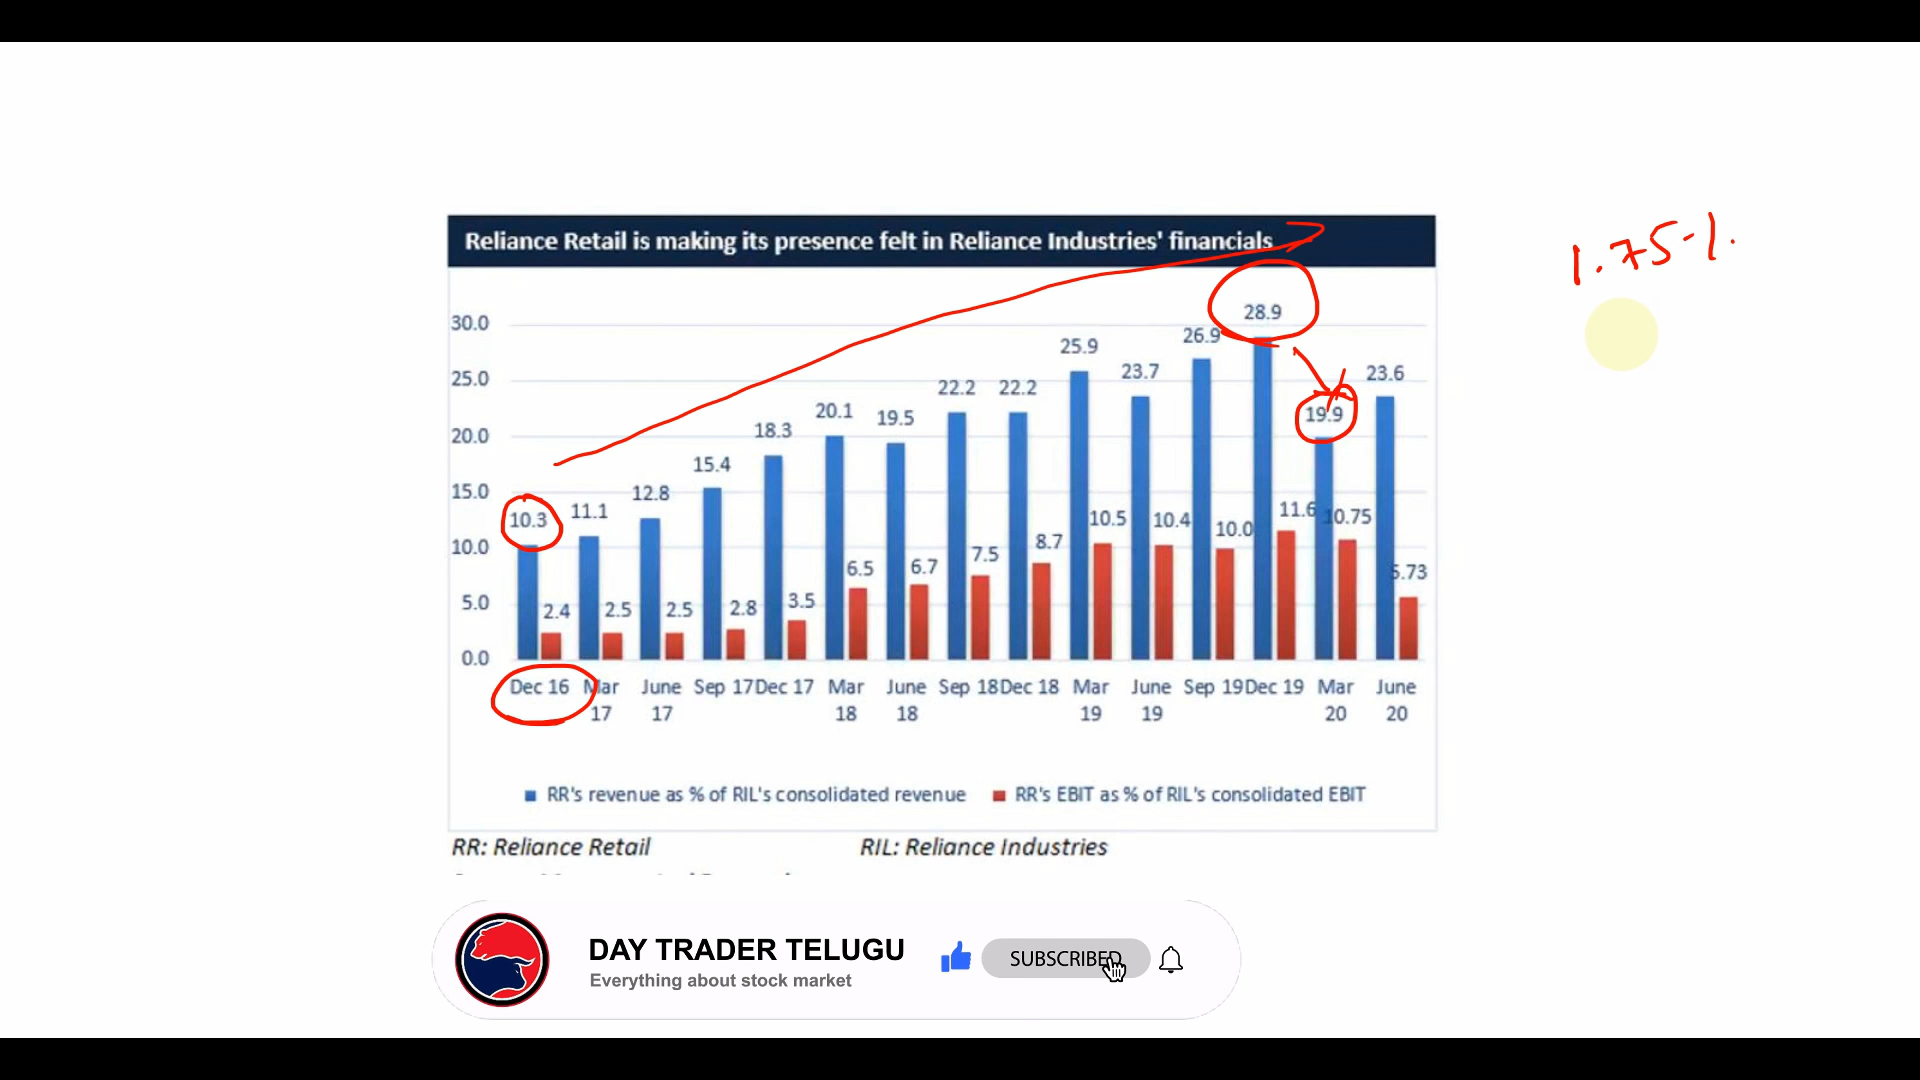 Reliance Retail is making its presence felt in Reliance Industries' financials
1.75-1.
30.0
25.0
20.0
15.0
10.0
5.0
0.0
10.3 11.1 12.8 15.4 18.3 20.1 19.5 22.2 22.2 25.9 23.7 26.9 28.9 19.9 23.6
2.4 2.5 2.5 2.8 3.5 6.5 6.7 7.5 8.7 10.5 10.4 10.0 11.6 10.75 5.73
Dec 16 Mar 17 June 17 Sep 17 Dec 17 Mar 18 June 18 Sep 18 Dec 18 Mar 19 June 19 Sep 19 Dec 19 Mar 20 June 20
RR's revenue as % of RIL's consolidated revenue RR's EBIT as % of RIL's consolidated EBIT
RR: Reliance Retail RIL: Reliance Industries
DAY TRADER TELUGU
Everything about stock market
SUBSCRIBED